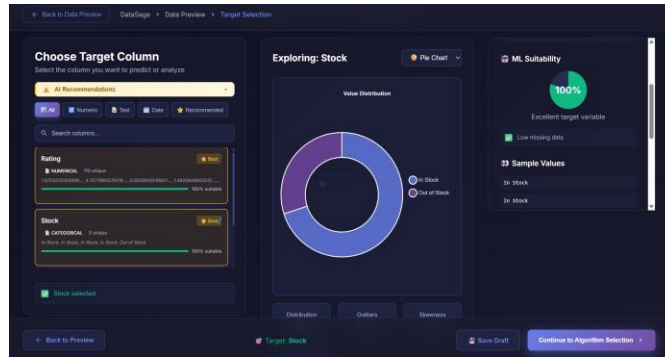 ← Back to Data Preview DataSage › Data Preview › Target Selection
Choose Target Column
Select the column you want to predict or analyze
AI Recommendations
All Numeric Text Date Recommended
Search columns...
Rating
Best
NUMERICAL
100% suitable
Stock
Best
CATEGORICAL 2 unique
In Stock, In Stock, In Stock, In Stock, Out of Stock
100% suitable
Stock selected
Exploring: Stock
Pie Chart
Value Distribution
In Stock
Out of Stock
Distribution Outliers Skewness
ML Suitability
100%
Excellent target variable
Low missing data
Sample Values
In Stock
In Stock
← Back to Preview
Target: Stock
Save Draft
Continue to Algorithm Selection ›